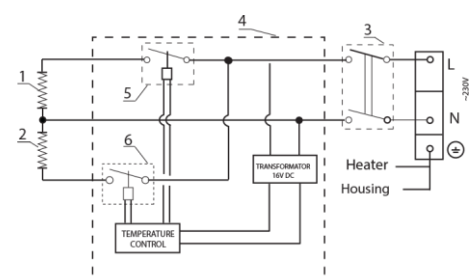 4
3
1
5
L
~230V
2
N
6
TRANSFORMATOR
16V DC
Heater
Housing
TEMPERATURE
CONTROL